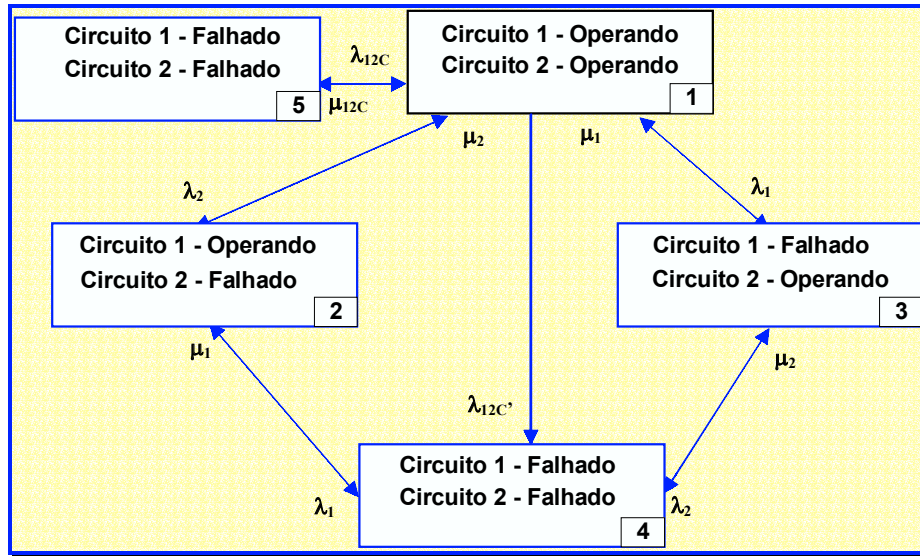 Circuito 1 - Falhado
Circuito 2 - Falhado
5
λ12C
μ12C
Circuito 1 - Operando
Circuito 2 - Operando
1
μ2
μ1
λ2
λ1
Circuito 1 - Operando
Circuito 2 - Falhado
2
Circuito 1 - Falhado
Circuito 2 - Operando
3
μ1
μ2
λ12C’
Circuito 1 - Falhado
Circuito 2 - Falhado
4
λ1
λ2